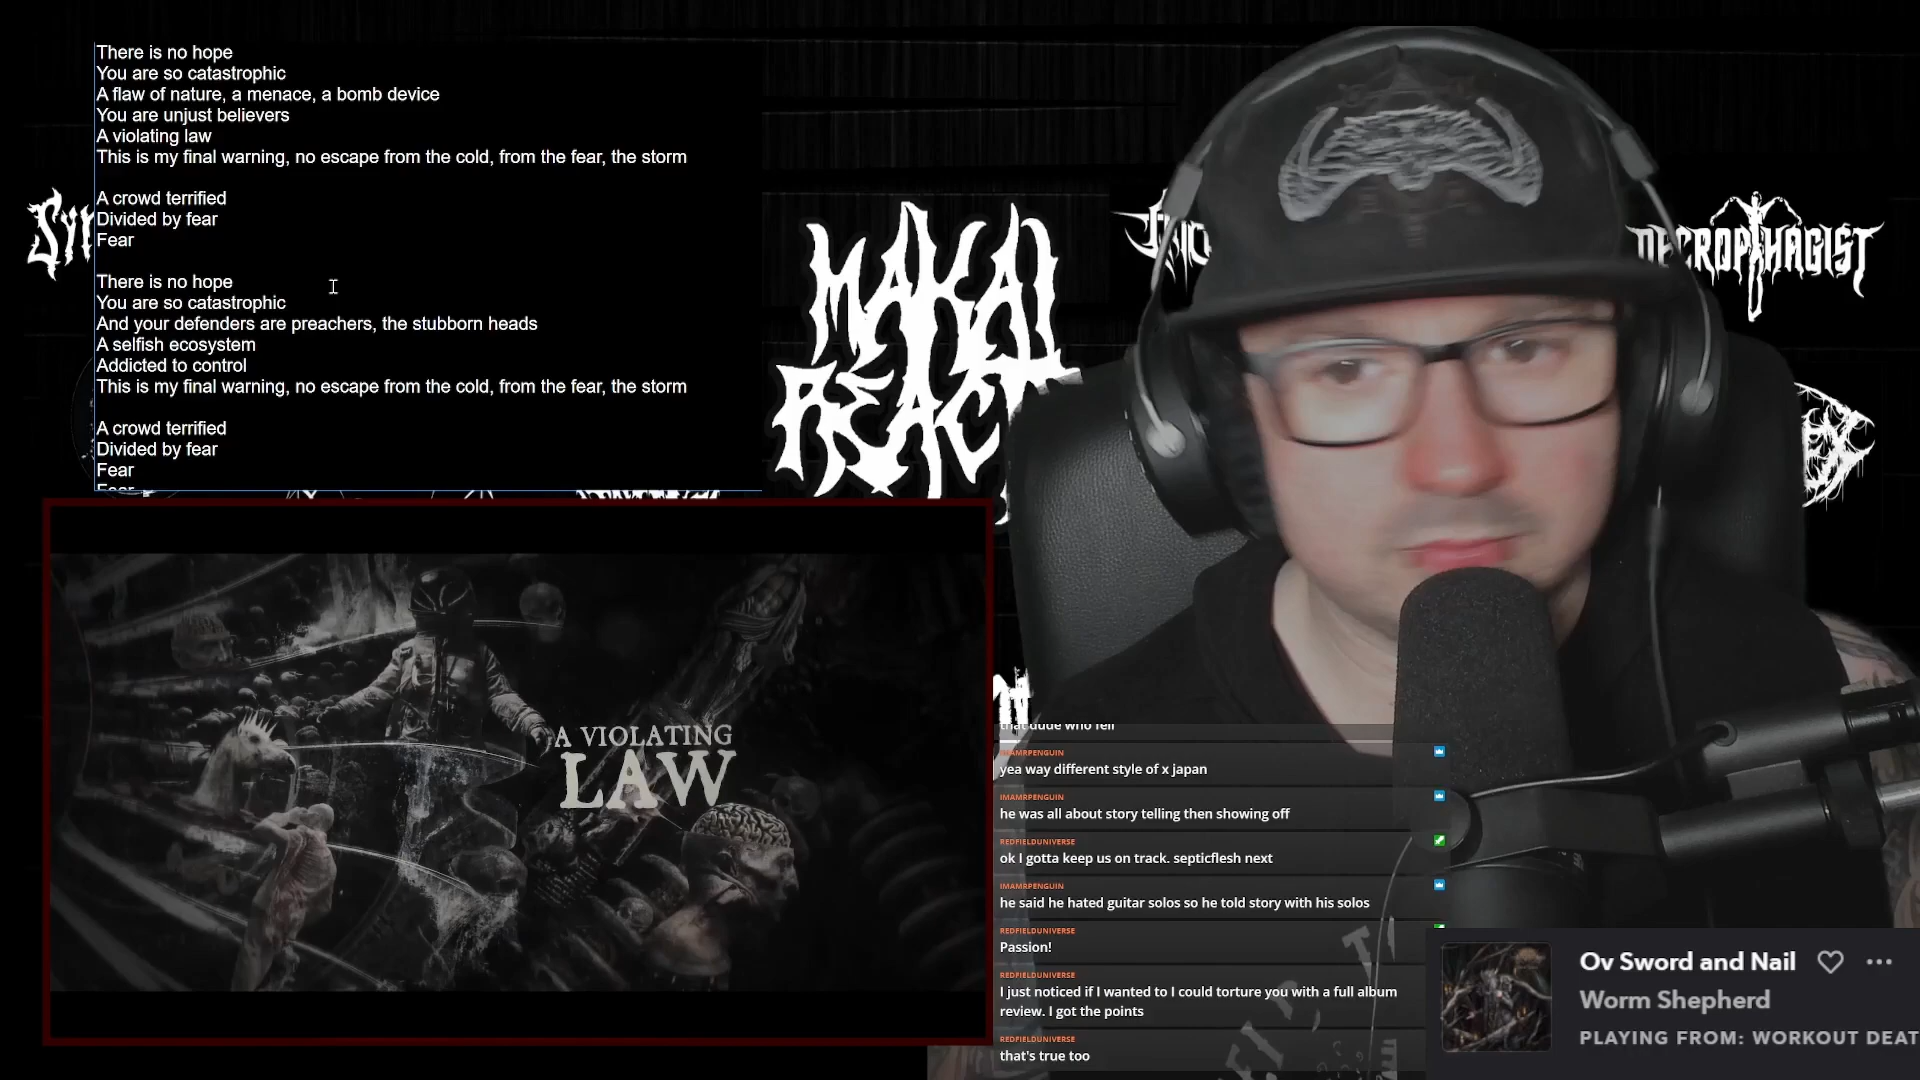 There is no hope
You are so catastrophic
A flaw of nature, a menace, a bomb device
You are unjust believers
A violating law
This is my final warning, no escape from the cold, from the fear, the storm
A crowd terrified
Divided by fear
Fear
There is no hope
You are so catastrophic
And your defenders are preachers, the stubborn heads
A selfish ecosystem
Addicted to control
This is my final warning, no escape from the cold, from the fear, the storm
A crowd terrified
Divided by fear
Fear
Fear
MAKAI
REACT
NECROPHAGIST
A VIOLATING
LAW
that dude who fell
IMAMRPENGUIN
yea way different style of x japan
IMAMRPENGUIN
he was all about story telling then showing off
REDFIELDUNIVERSE
ok I gotta keep us on track. septicflesh next
IMAMRPENGUIN
he said he hated guitar solos so he told story with his solos
REDFIELDUNIVERSE
Passion!
REDFIELDUNIVERSE
I just noticed if I wanted to I could torture you with a full album
review. I got the points
REDFIELDUNIVERSE
that's true too
Ov Sword and Nail
Worm Shepherd
PLAYING FROM: WORKOUT DEAT